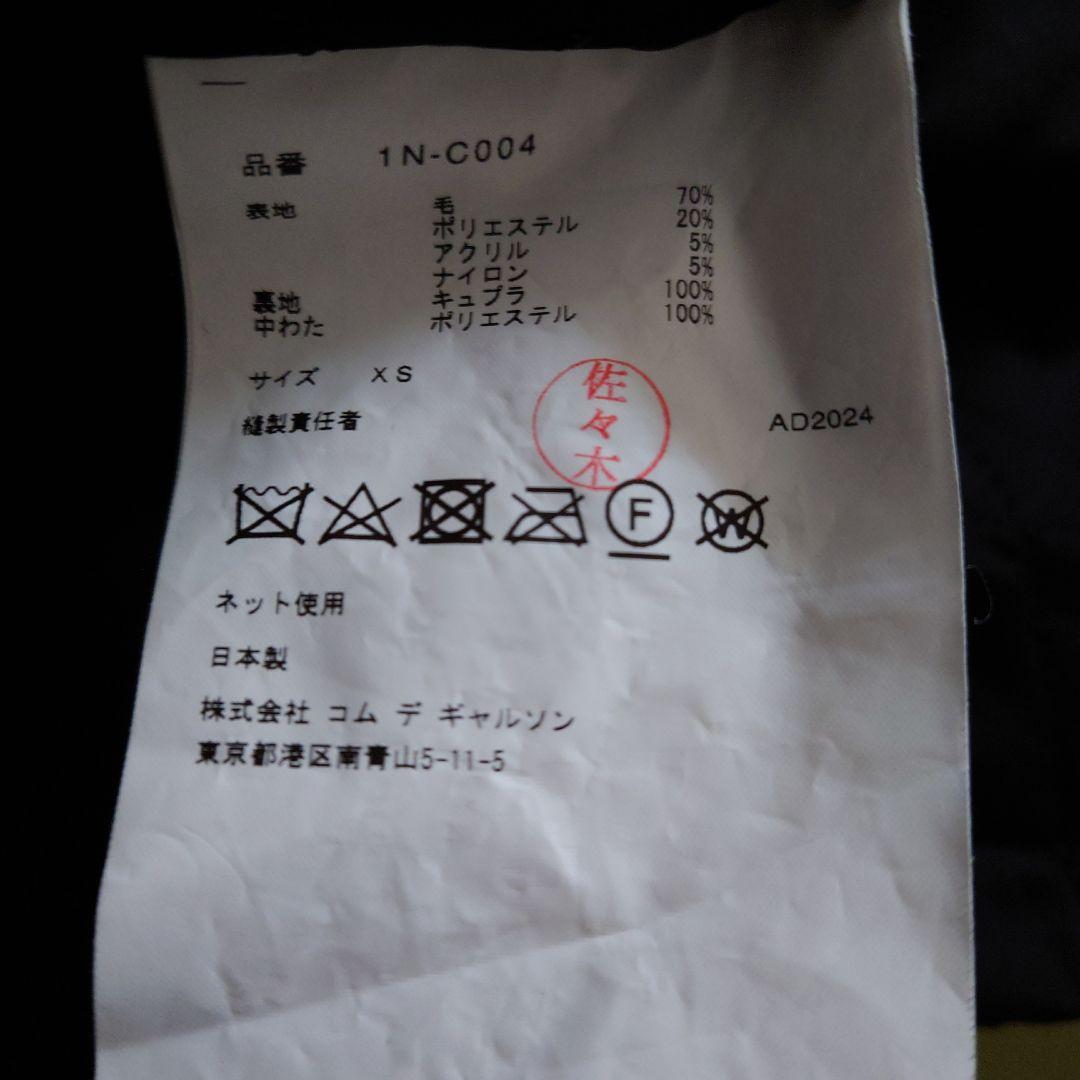 品番 1N-C004
表地 毛 70%
ポリエステル 20%
アクリル 5%
ナイロン 5%
裏地 キュプラ 100%
中わた ポリエステル 100%
サイズ XS
縫製責任者 佐々木 AD2024
F W
ネット使用
日本製
株式会社 コム デ ギャルソン
東京都港区南青山5-11-5